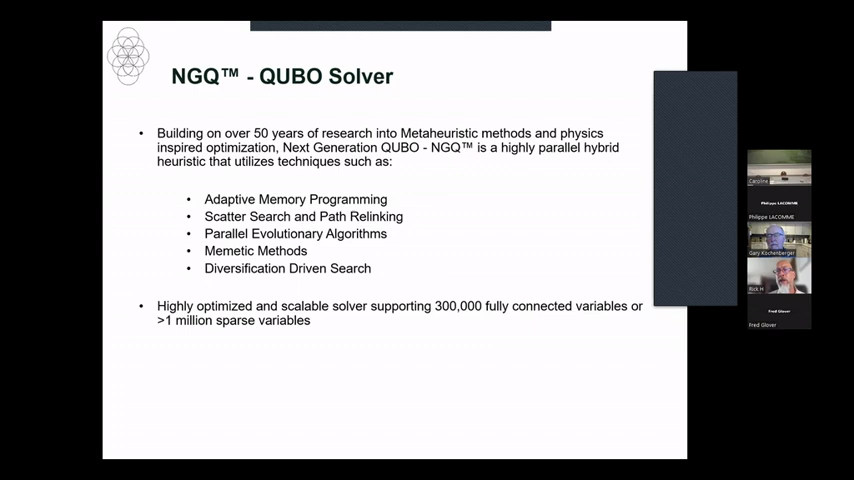 NGQ™ - QUBO Solver
• Building on over 50 years of research into Metaheuristic methods and physics
inspired optimization, Next Generation QUBO - NGQ™ is a highly parallel hybrid
heuristic that utilizes techniques such as:
• Adaptive Memory Programming
• Scatter Search and Path Relinking
• Parallel Evolutionary Algorithms
• Memetic Methods
• Diversification Driven Search
• Highly optimized and scalable solver supporting 300,000 fully connected variables or
>1 million sparse variables
Caroline
Philippe LACOMME
Philippe LACOMME
Gary Kochenberger
Rick H
Fred Glover
Fred Glover